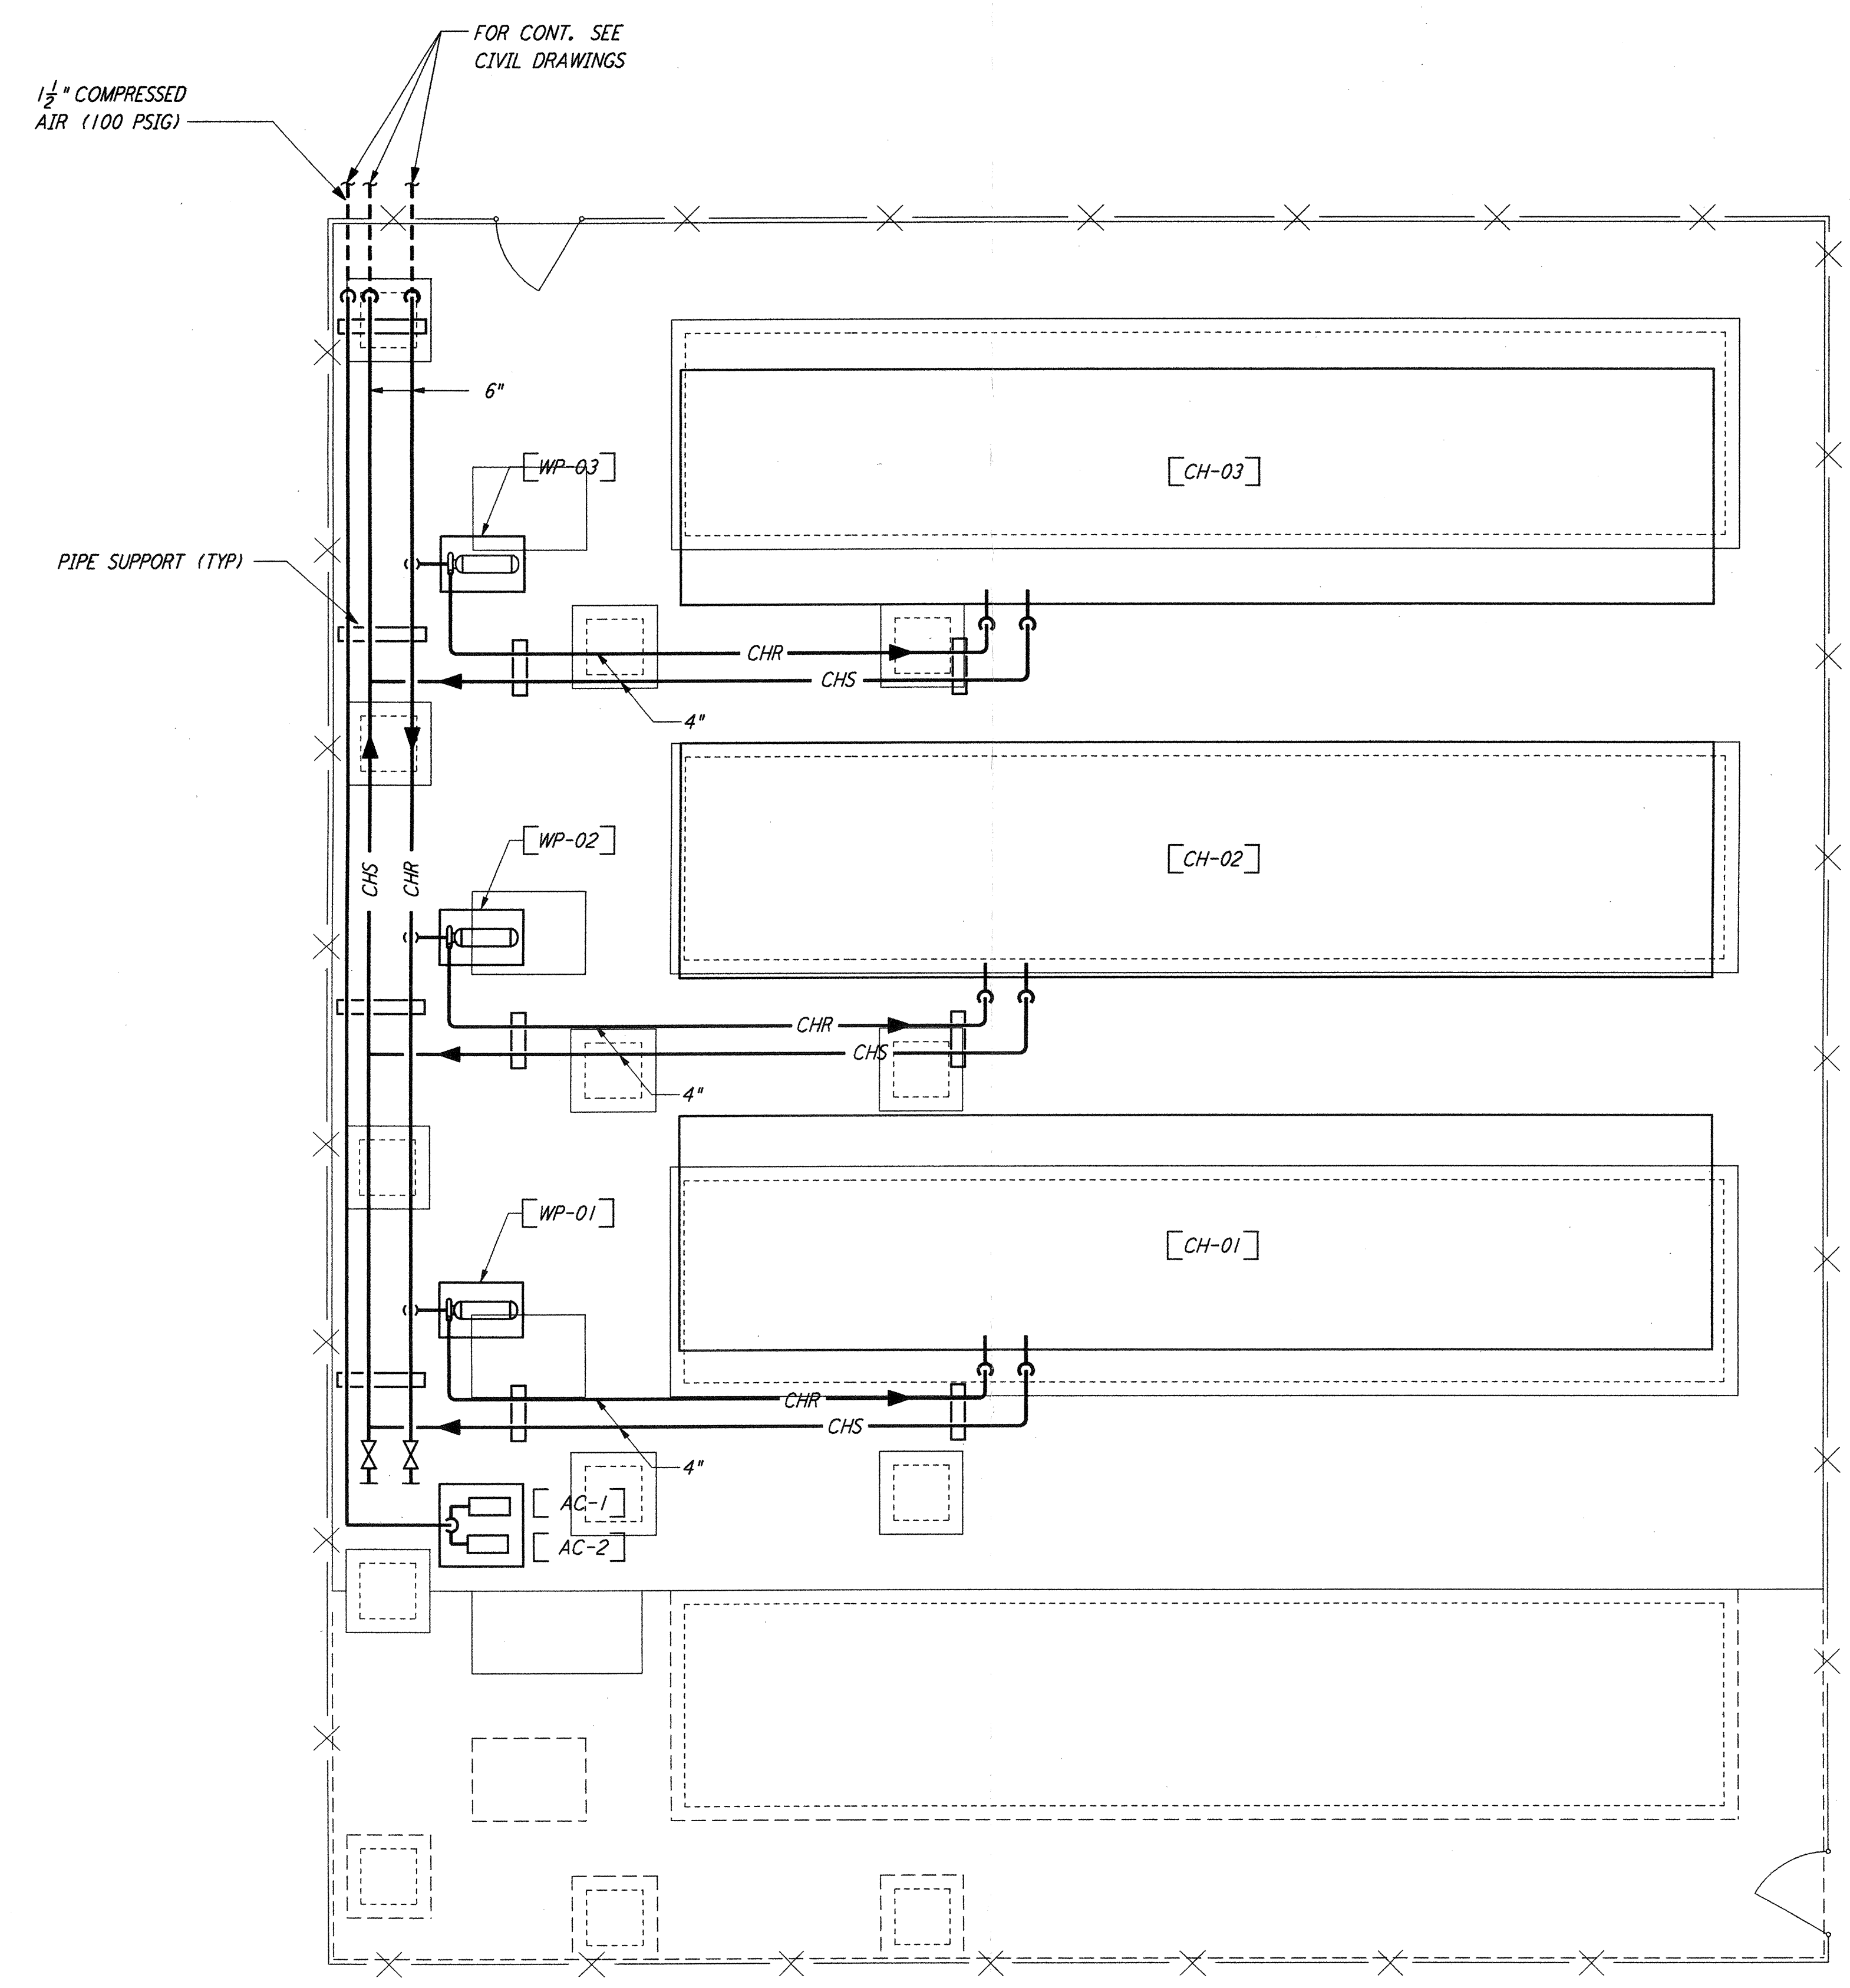 FOR CONT. SEE
CIVIL DRAWINGS
1 1/2" COMPRESSED
AIR (100 PSIG)
6"
[WP-03]
[CH-03]
PIPE SUPPORT (TYP)
CHR
CHS
4"
[WP-02]
[CH-02]
CHS
CHR
CHR
CHS
4"
[WP-01]
[CH-01]
CHR
CHS
4"
[AC-1]
[AC-2]